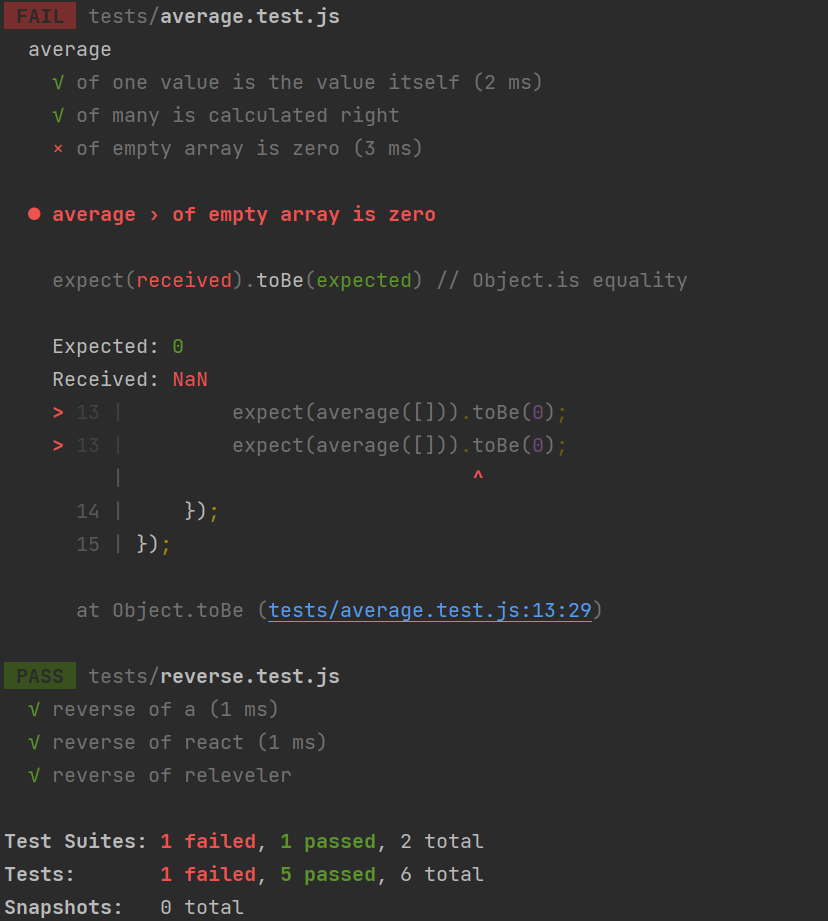 FAIL tests/average.test.js
average
√ of one value is the value itself (2 ms)
√ of many is calculated right
× of empty array is zero (3 ms)
● average › of empty array is zero
expect(received).toBe(expected) // Object.is equality
Expected: 0
Received: NaN
> 13 |         expect(average([])).toBe(0);
> 13 |         expect(average([])).toBe(0);
|                             ^
14 |     });
15 | });
at Object.toBe (tests/average.test.js:13:29)
PASS tests/reverse.test.js
√ reverse of a (1 ms)
√ reverse of react (1 ms)
√ reverse of releveler
Test Suites: 1 failed, 1 passed, 2 total
Tests:       1 failed, 5 passed, 6 total
Snapshots:   0 total